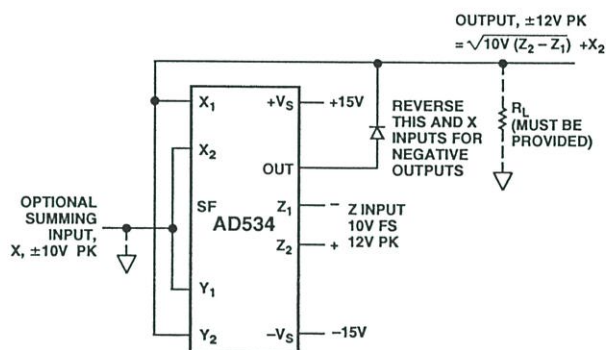 OUTPUT, ±12V PK
= √10V (Z₂ – Z₁) +X₂
X₁
+Vₛ
+15V
REVERSE
THIS AND X
INPUTS FOR
NEGATIVE
OUTPUTS
R_L
(MUST BE
PROVIDED)
X₂
OUT
OPTIONAL
SUMMING
INPUT,
X, ±10V PK
SF
AD534
Z₁
–
Z INPUT
10V FS
12V PK
Z₂
+
Y₁
Y₂
–Vₛ
–15V